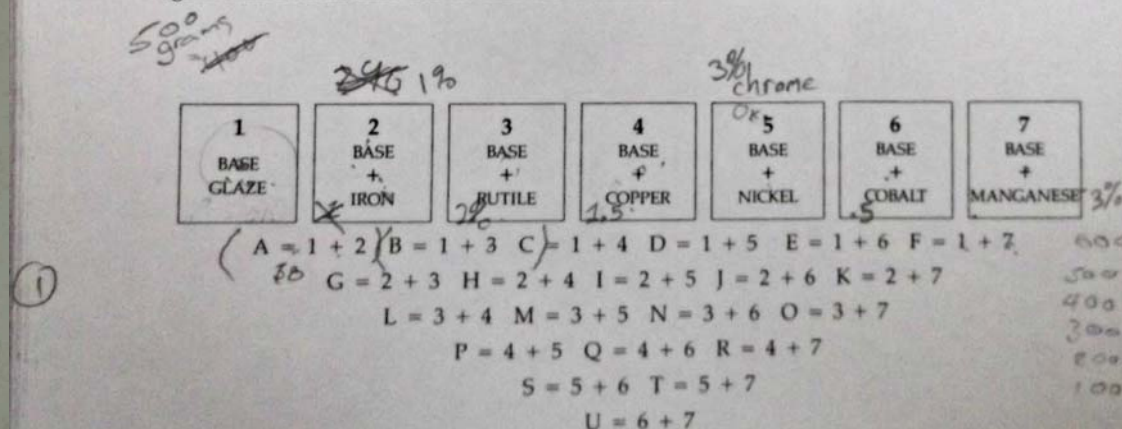 500
grams
1%
3%
chrome
Ox
1 2 3 4 5 6 7
BASE GLAZE
BASE + IRON
BASE + RUTILE
BASE + COPPER
BASE + NICKEL
BASE + COBALT
BASE + MANGANESE
2% 1.5 .5 3%
(A = 1 + 2)(B = 1 + 3 C) = 1 + 4 D = 1 + 5 E = 1 + 6 F = 1 + 7 600
1 G = 2 + 3 H = 2 + 4 I = 2 + 5 J = 2 + 6 K = 2 + 7 500
L = 3 + 4 M = 3 + 5 N = 3 + 6 O = 3 + 7 400
300
P = 4 + 5 Q = 4 + 6 R = 4 + 7 200
S = 5 + 6 T = 5 + 7 100
U = 6 + 7